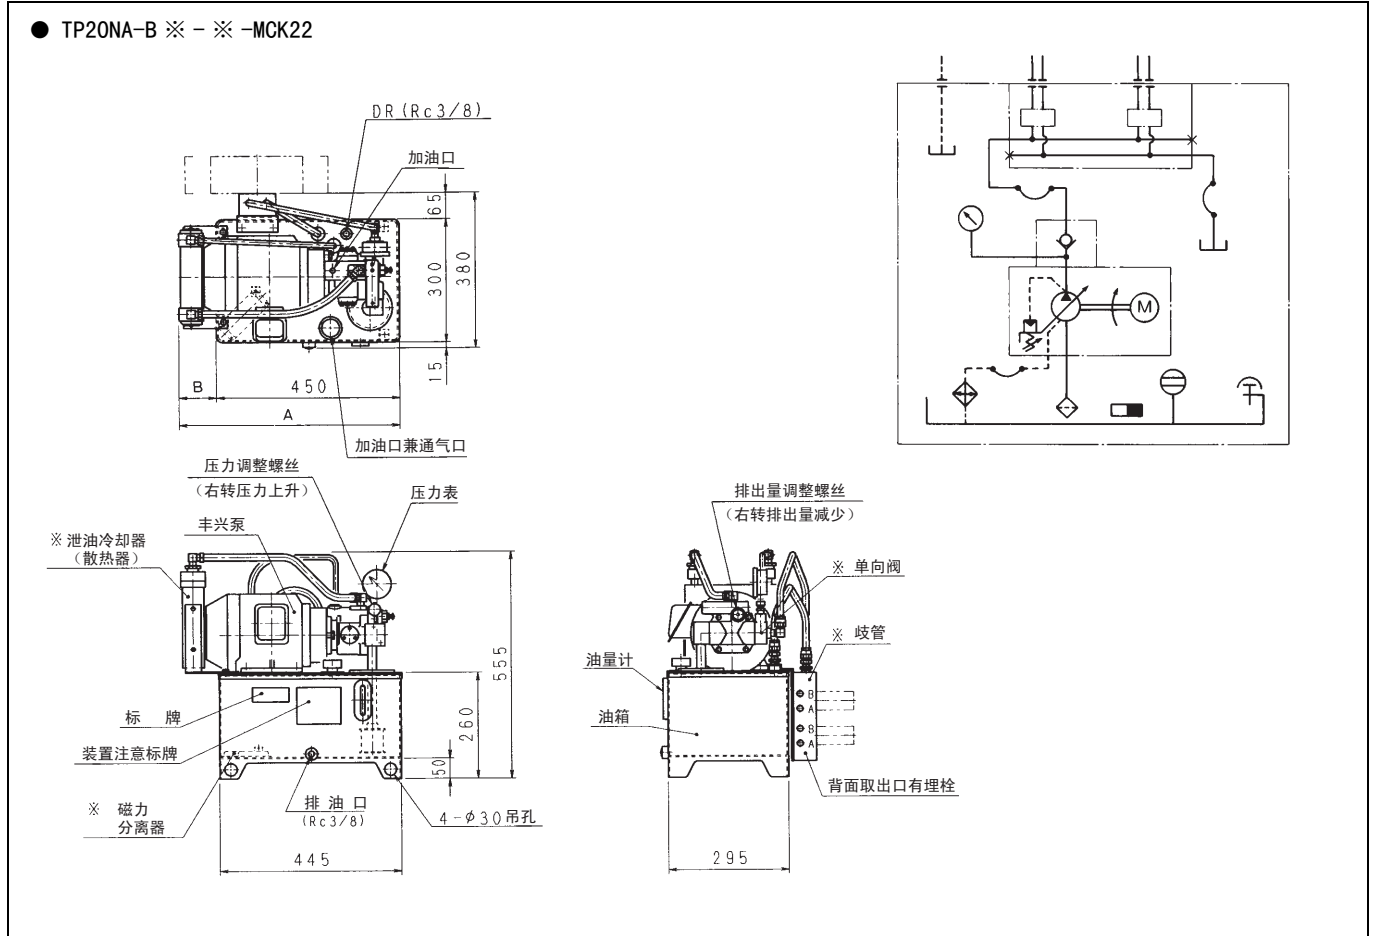 ● TP20NA-B ※ - ※ -MCK22
DR (Rc3/8)
加油口
65
300
380
15
B
450
A
加油口兼通气口
M
压力调整螺丝
（右转压力上升）
压力表
丰兴泵
※ 泄油冷却器
（散热器）
555
260
50
标 牌
装置注意标牌
※ 磁力
分离器
排 油 口
(Rc3/8)
4-φ30吊孔
445
排出量调整螺丝
（右转排出量减少）
※ 单向阀
※ 歧管
油量计
油箱
B
A
B
A
背面取出口有埋栓
295